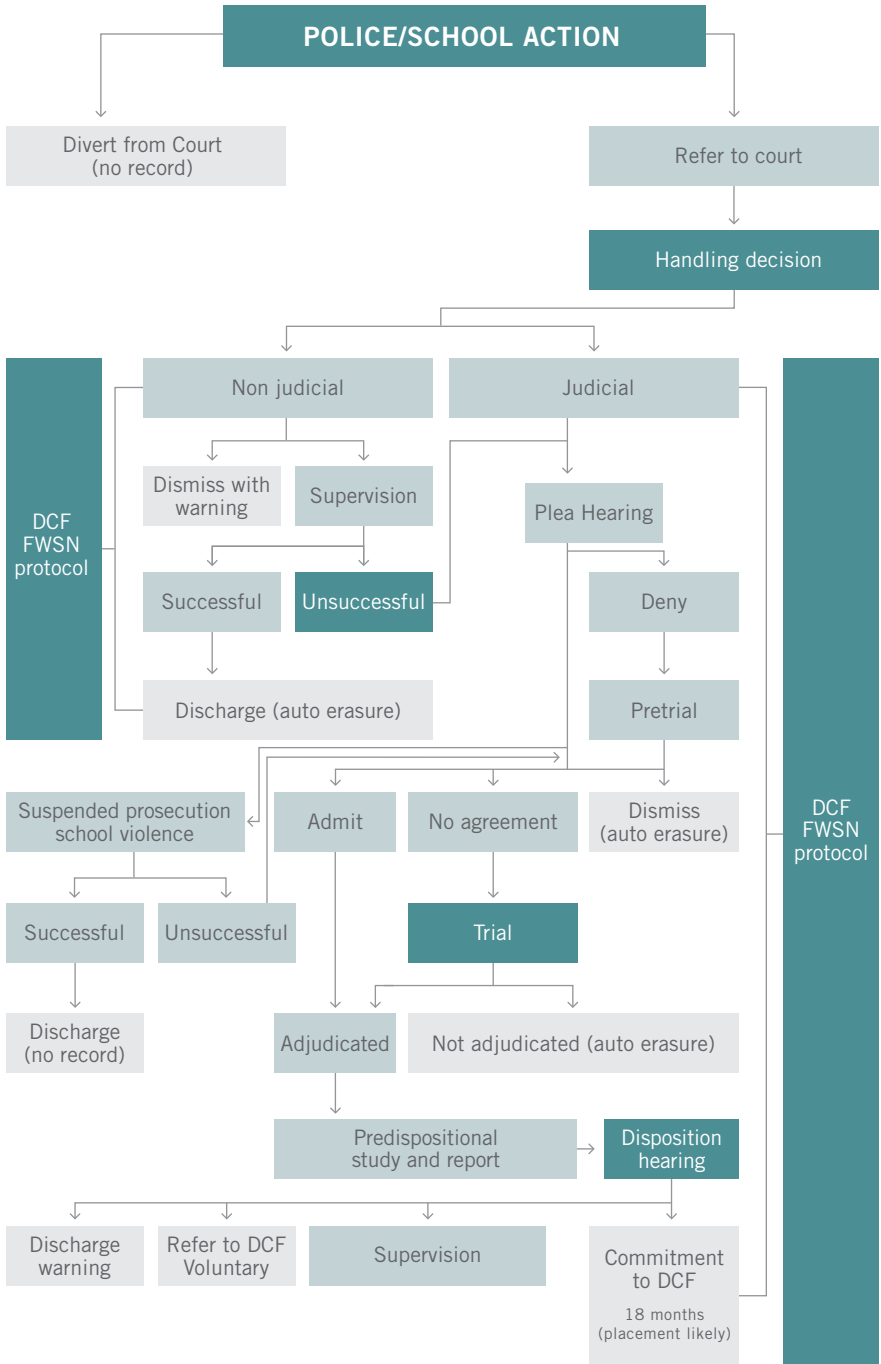 POLICE/SCHOOL ACTION
Divert from Court
(no record)
Refer to court
Handling decision
DCF
FWSN
protocol
Non judicial
Judicial
Dismiss with
warning
Supervision
Plea Hearing
Successful
Unsuccessful
Deny
Discharge (auto erasure)
Pretrial
Suspended prosecution
school violence
Admit
No agreement
Dismiss
(auto erasure)
DCF
FWSN
protocol
Successful
Unsuccessful
Trial
Discharge
(no record)
Adjudicated
Not adjudicated (auto erasure)
Predispositional
study and report
Disposition
hearing
Discharge
warning
Refer to DCF
Voluntary
Supervision
Commitment
to DCF
18 months
(placement likely)